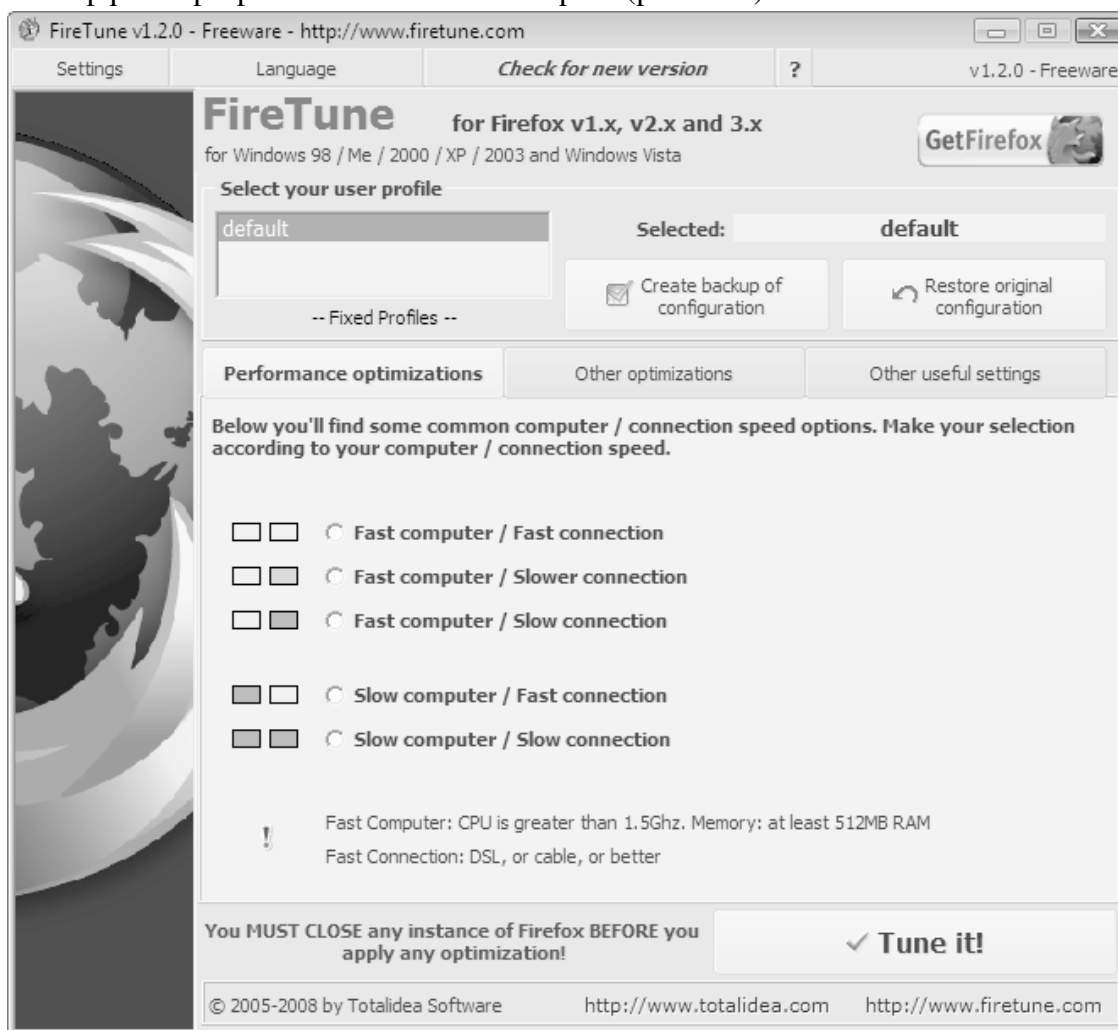 FireTune v1.2.0 - Freeware - http://www.firetune.com
Settings Language Check for new version ? v1.2.0 - Freeware
FireTune for Firefox v1.x, v2.x and 3.x
for Windows 98 / Me / 2000 / XP / 2003 and Windows Vista
GetFirefox
Select your user profile
default
Selected: default
Create backup of
configuration
Restore original
configuration
-- Fixed Profiles --
Performance optimizations Other optimizations Other useful settings
Below you'll find some common computer / connection speed options. Make your selection
according to your computer / connection speed.
Fast computer / Fast connection
Fast computer / Slower connection
Fast computer / Slow connection
Slow computer / Fast connection
Slow computer / Slow connection
! Fast Computer: CPU is greater than 1.5Ghz. Memory: at least 512MB RAM
Fast Connection: DSL, or cable, or better
You MUST CLOSE any instance of Firefox BEFORE you
apply any optimization!
Tune it!
© 2005-2008 by Totalidea Software http://www.totalidea.com http://www.firetune.com